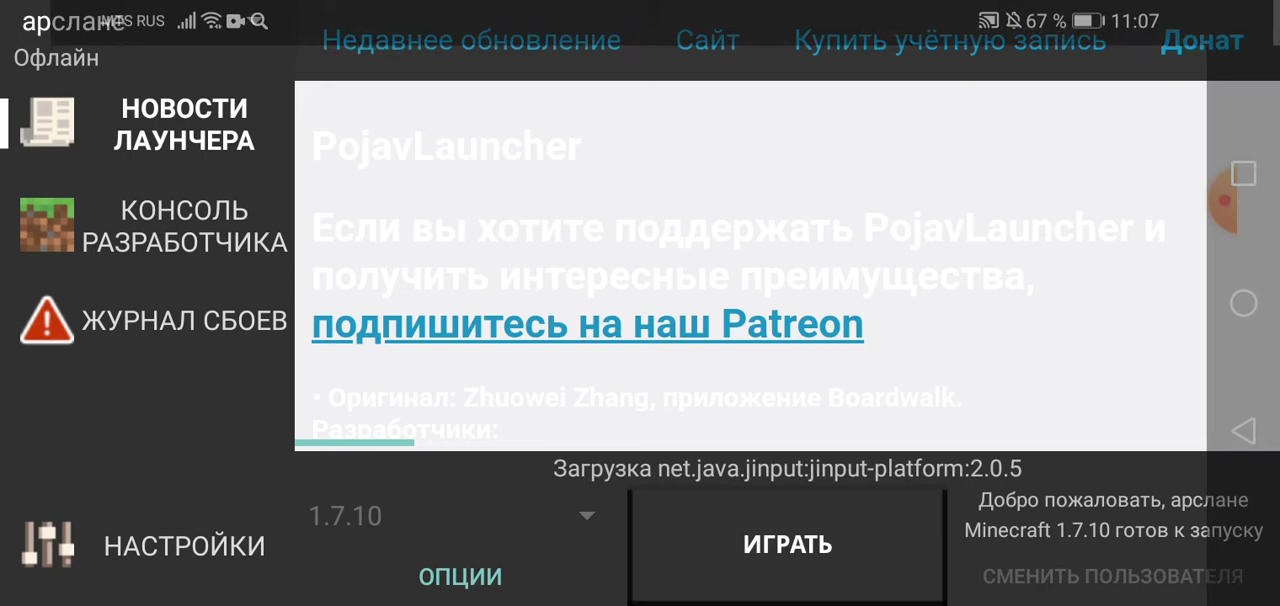 арслане
MTS RUS
67 %
11:07
Офлайн
Недавнее обновление
Сайт
Купить учётную запись
Донат
НОВОСТИ
ЛАУНЧЕРА
КОНСОЛЬ
РАЗРАБОТЧИКА
ЖУРНАЛ СБОЕВ
НАСТРОЙКИ
PojavLauncher
Если вы хотите поддержать PojavLauncher и
получить интересные преимущества,
подпишитесь на наш Patreon
• Оригинал: Zhuowei Zhang, приложение Boardwalk.
Разработчики:
Загрузка net.java.jinput:jinput-platform:2.0.5
1.7.10
ОПЦИИ
ИГРАТЬ
Добро пожаловать, арслане
Minecraft 1.7.10 готов к запуску
СМЕНИТЬ ПОЛЬЗОВАТЕЛЯ